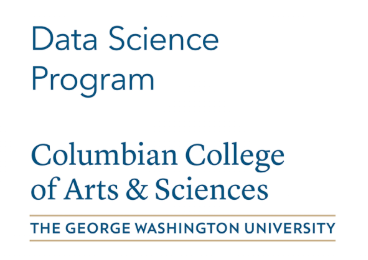 Data Science
Program
Columbian College
of Arts & Sciences
THE GEORGE WASHINGTON UNIVERSITY